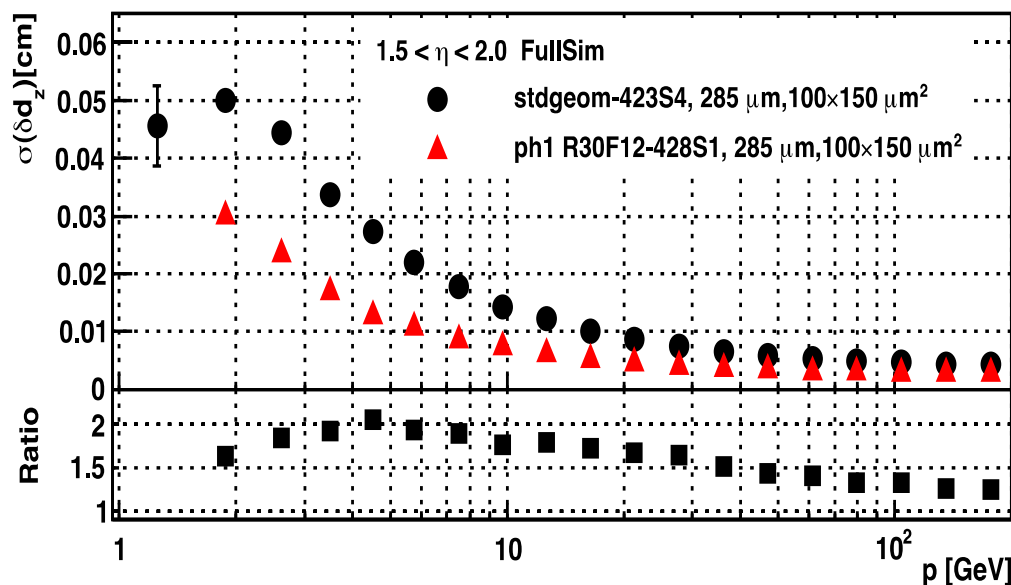 σ(δd_z)[cm]
0.06
0.05
0.04
0.03
0.02
0.01
0
1.5 < η < 2.0 FullSim
stdgeom-423S4, 285 μm,100×150 μm²
ph1 R30F12-428S1, 285 μm,100×150 μm²
Ratio
2
1.5
1
1
10
10²
p [GeV]